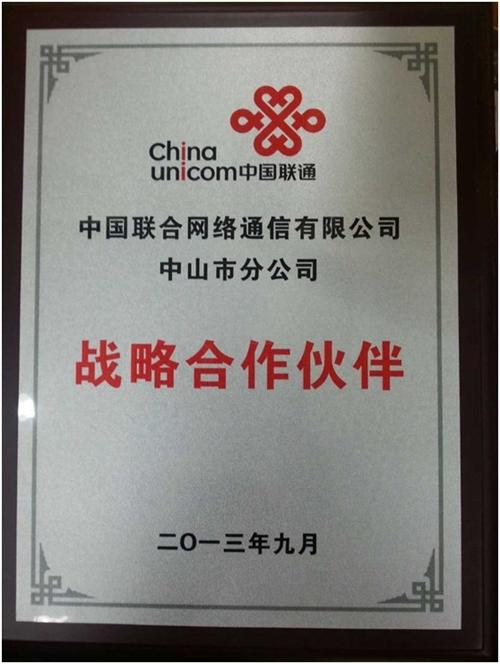 China
unicom中国联通
中国联合网络通信有限公司
中山市分公司
战略合作伙伴
二〇一三年九月